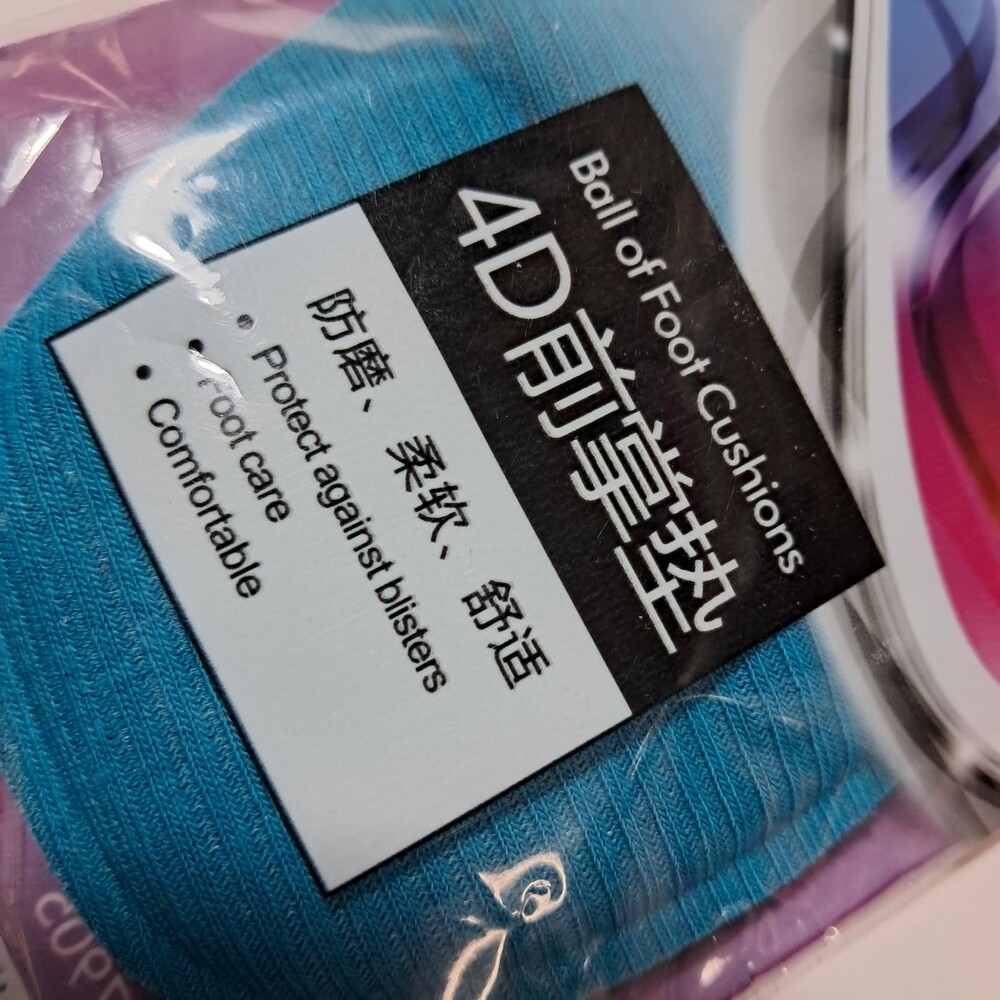 Ball of Foot Cushions
4D前掌垫
防磨、柔软、舒适
• Protect against blisters
• Foot care
• Comfortable